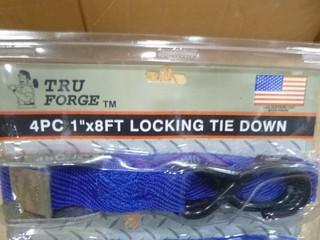 TRU
FORGE TM
4PC 1"x8FT LOCKING TIE DOWN